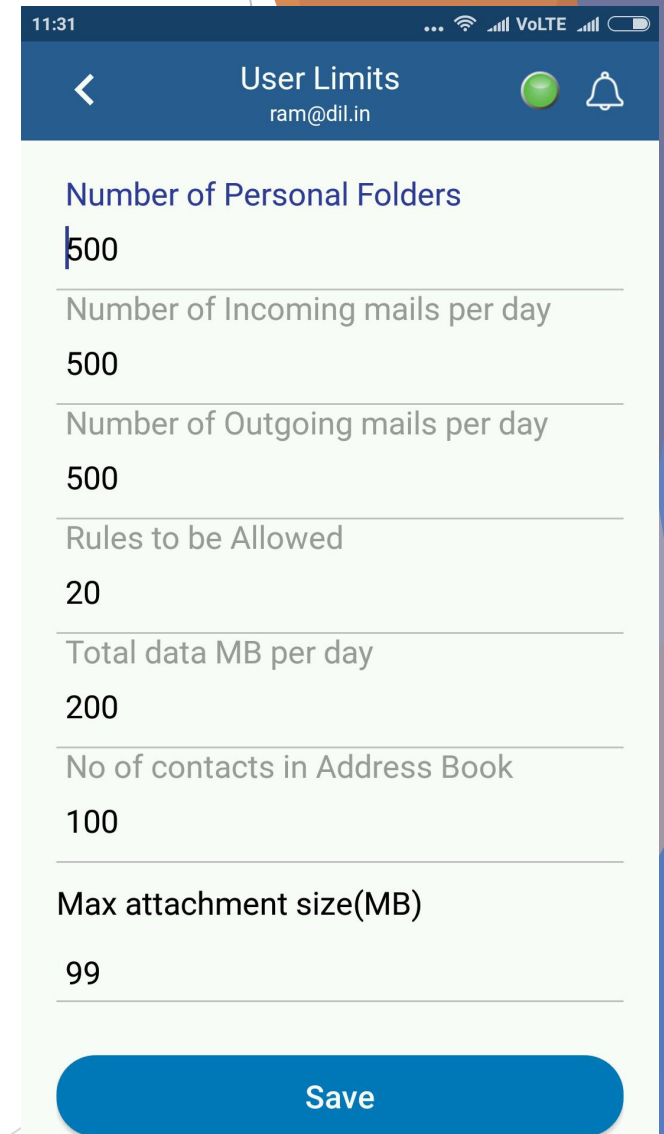 11:31
... VoLTE
User Limits
ram@dil.in
Number of Personal Folders
500
Number of Incoming mails per day
500
Number of Outgoing mails per day
500
Rules to be Allowed
20
Total data MB per day
200
No of contacts in Address Book
100
Max attachment size(MB)
99
Save